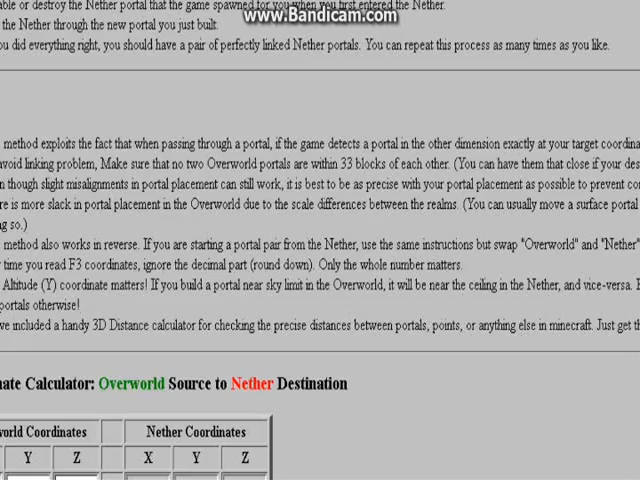 able or destroy the Nether portal that the game spawned for you when you first entered the Nether.
www.Bandicam.com
the Nether through the new portal you just built.
ou did everything right, you should have a pair of perfectly linked Nether portals. You can repeat this process as many times as you like.
method exploits the fact that when passing through a portal, if the game detects a portal in the other dimension exactly at your target coordina
avoid linking problem, Make sure that no two Overworld portals are within 33 blocks of each other. (You can have them that close if your des
n though slight misalignments in portal placement can still work, it is best to be as precise with your portal placement as possible to prevent con
re is more slack in portal placement in the Overworld due to the scale differences between the realms. (You can usually move a surface portal
ng so.)
method also works in reverse. If you are starting a portal pair from the Nether, use the same instructions but swap "Overworld" and "Nether"
y time you read F3 coordinates, ignore the decimal part (round down). Only the whole number matters.
Altitude (Y) coordinate matters! If you build a portal near sky limit in the Overworld, it will be near the ceiling in the Nether, and vice-versa.
portals otherwise!
ve included a handy 3D Distance calculator for checking the precise distances between portals, points, or anything else in minecraft. Just get th
nate Calculator: Overworld Source to Nether Destination
world Coordinates Nether Coordinates
Y Z X Y Z